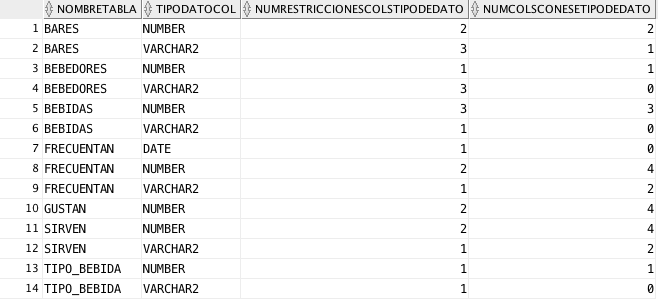 NOMBRETABLA TIPODATOCOL NUMRESTRICCIONESCOLSTIPODEDATO NUMCOLSCONESETIPODEDATO
1 BARES NUMBER 2 2
2 BARES VARCHAR2 3 1
3 BEBEDORES NUMBER 1 1
4 BEBEDORES VARCHAR2 3 0
5 BEBIDAS NUMBER 3 3
6 BEBIDAS VARCHAR2 1 0
7 FRECUENTAN DATE 1 0
8 FRECUENTAN NUMBER 2 4
9 FRECUENTAN VARCHAR2 1 2
10 GUSTAN NUMBER 2 4
11 SIRVEN NUMBER 2 4
12 SIRVEN VARCHAR2 1 2
13 TIPO_BEBIDA NUMBER 1 1
14 TIPO_BEBIDA VARCHAR2 1 0